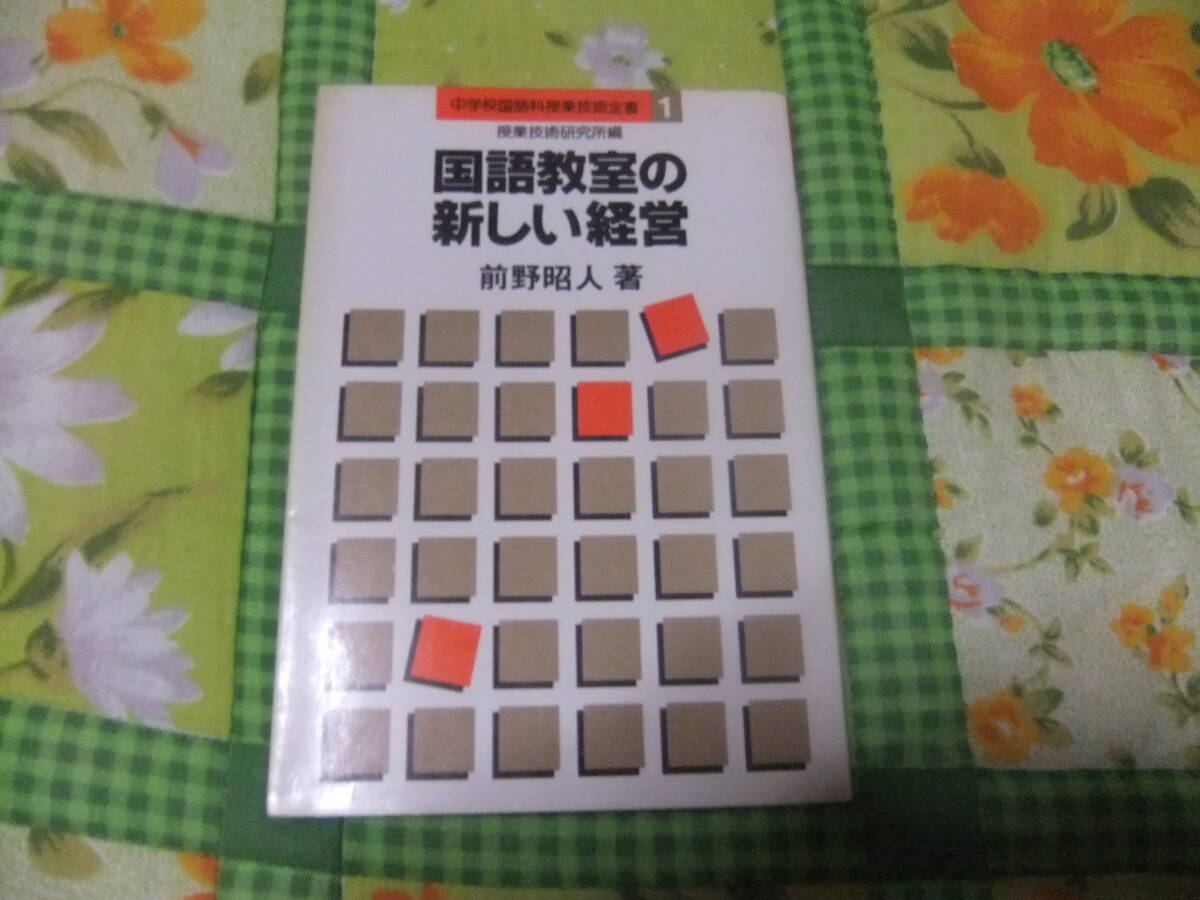 中学校国語科授業技術全書 1
授業技術研究所編
国語教室の
新しい経営
前野昭人 著